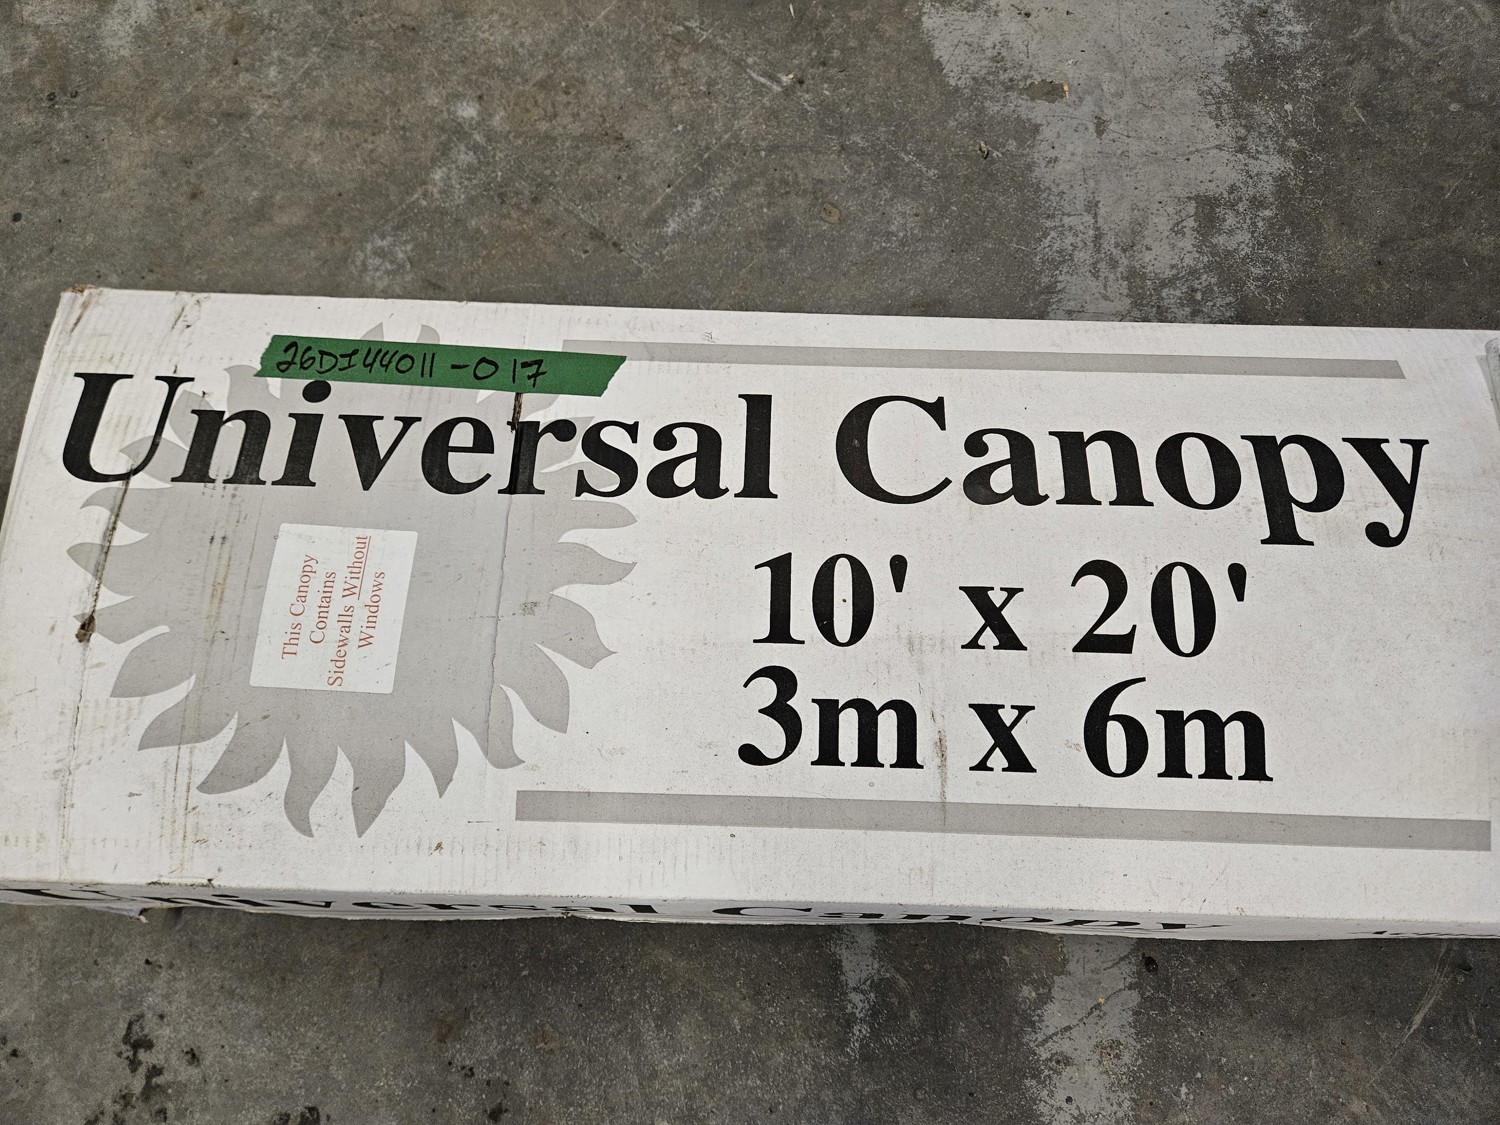 26DI44011-017
Universal Canopy
10' x 20'
3m x 6m
This Canopy
Contains
Sidewalls Without
Windows
Universal Canopy